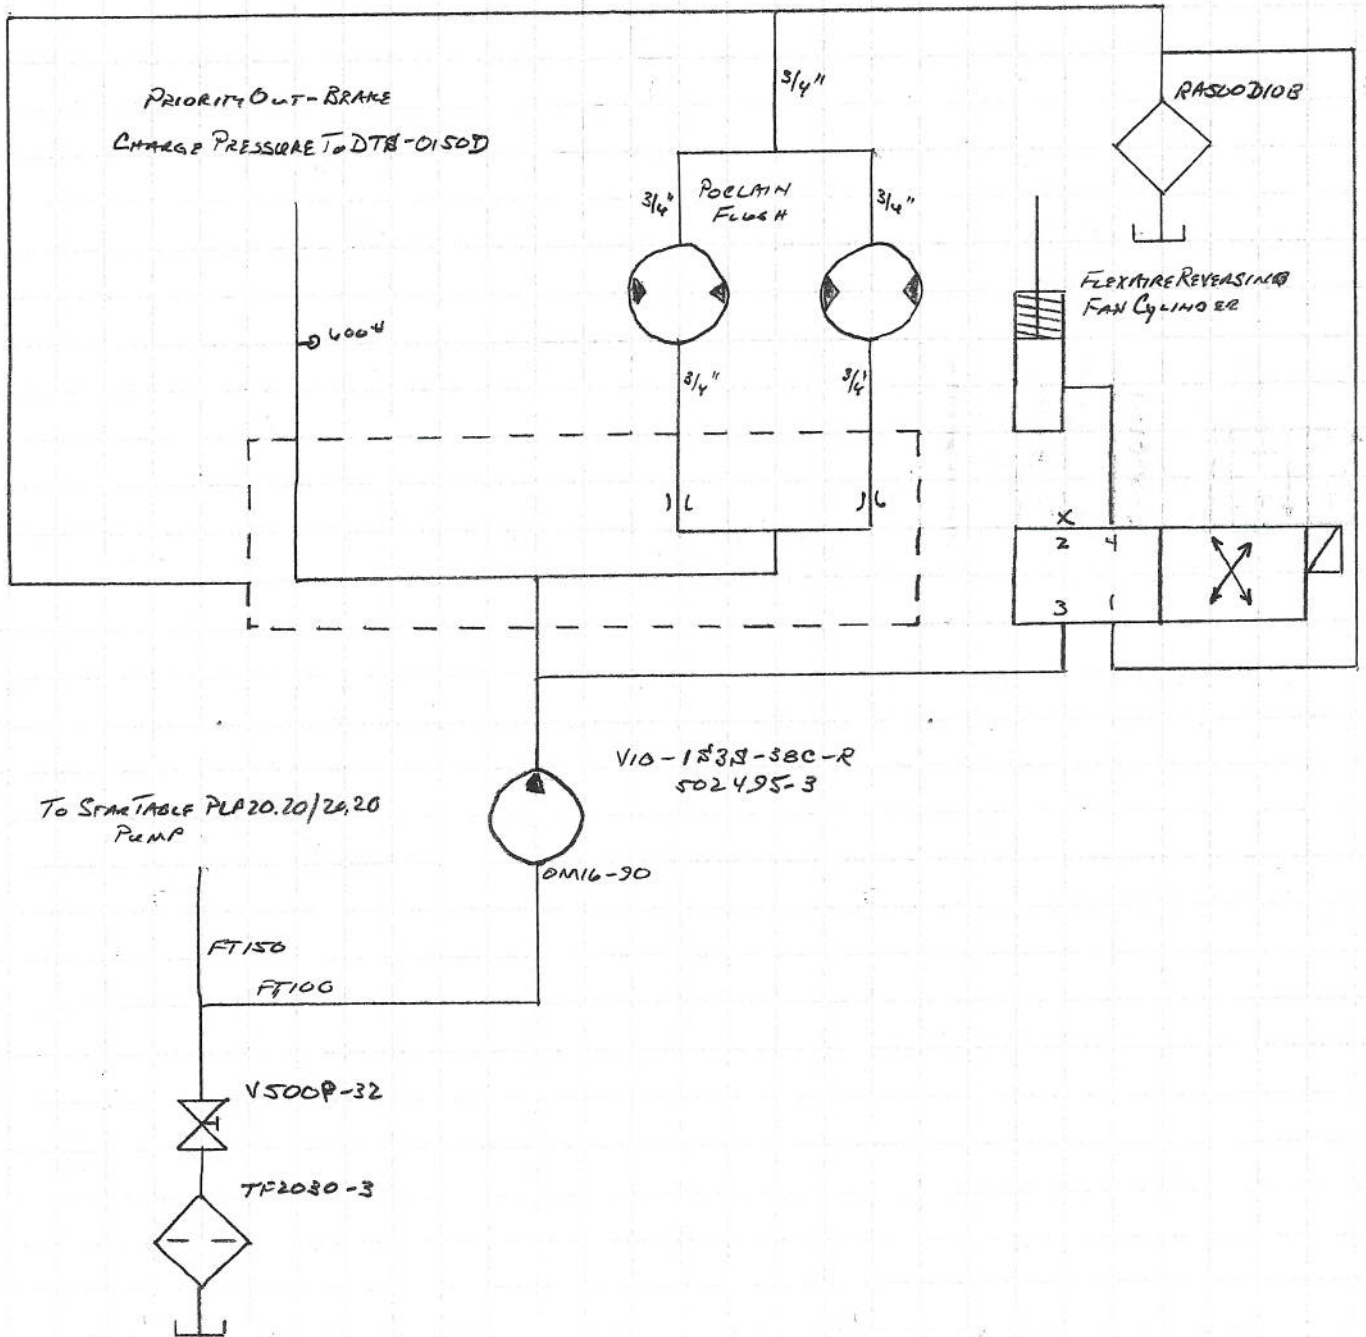 PRIORITY OUT-BRAKE
CHARGE PRESSURE TO DTB-0150D
600#
3/4"
3/4"
POCLAIN
FLUSH
3/4"
3/4"
3/4"
RA500D10B
FLEXAIRE REVERSING
FAN CYLINDER
X
2 4
3 1
V10-1S3S-38C-R
502495-3
TO STARTABLE PLP20.20/20,20
PUMP
OM16-90
FT150
FT100
V500P-32
TF2030-3